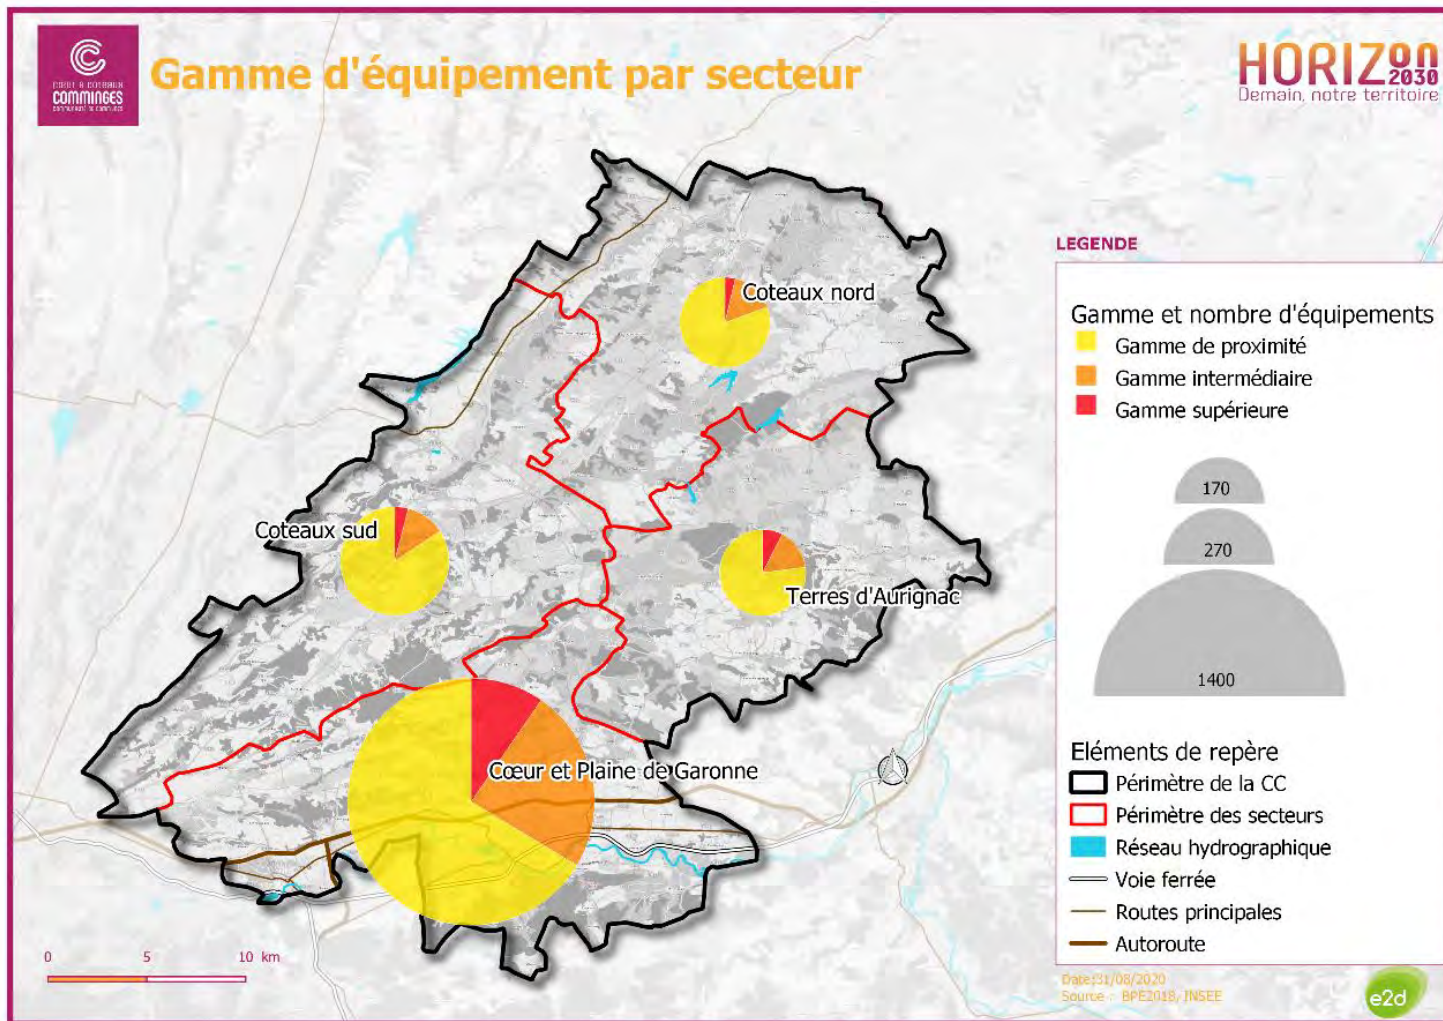 Gamme d'équipement par secteur
CŒUR & COTEAUX
COMMINGES
HORIZON
2030
Demain, notre territoire
Coteaux nord
Coteaux sud
Terres d'Aurignac
Cœur et Plaine de Garonne
LEGENDE
Gamme et nombre d'équipements
Gamme de proximité
Gamme intermédiaire
Gamme supérieure
170
270
1400
Eléments de repère
Périmètre de la CC
Périmètre des secteurs
Réseau hydrographique
Voie ferrée
Routes principales
Autoroute
0 5 10 km
Date:31/08/2020
Source : BPE2018, INSEE
e2d